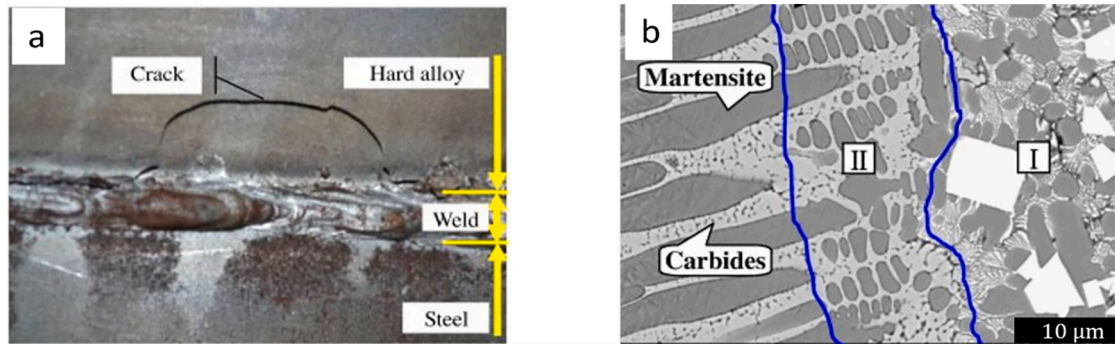 a
Crack
Hard alloy
Weld
Steel
b
Martensite
II
I
Carbides
10 μm